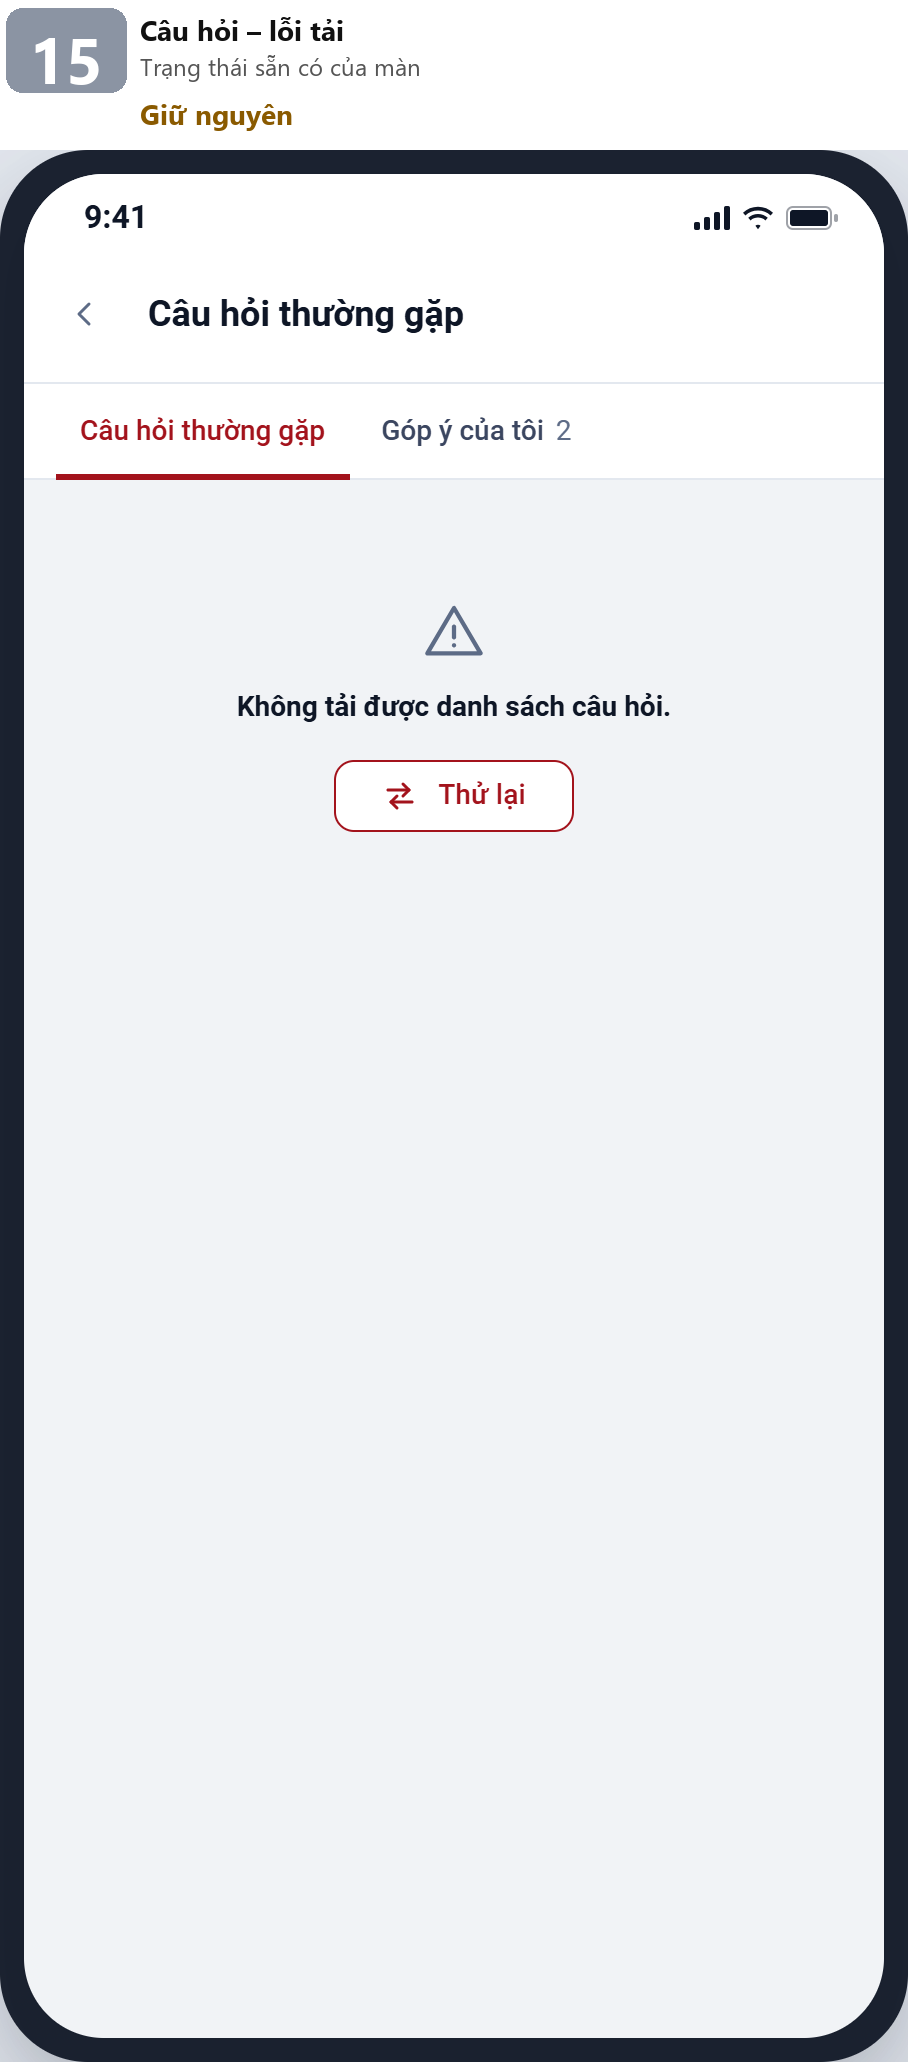 15
Câu hỏi – lỗi tải
Trạng thái sẵn có của màn
Giữ nguyên
9:41
Câu hỏi thường gặp
Câu hỏi thường gặp
Góp ý của tôi 2
Không tải được danh sách câu hỏi.
Thử lại